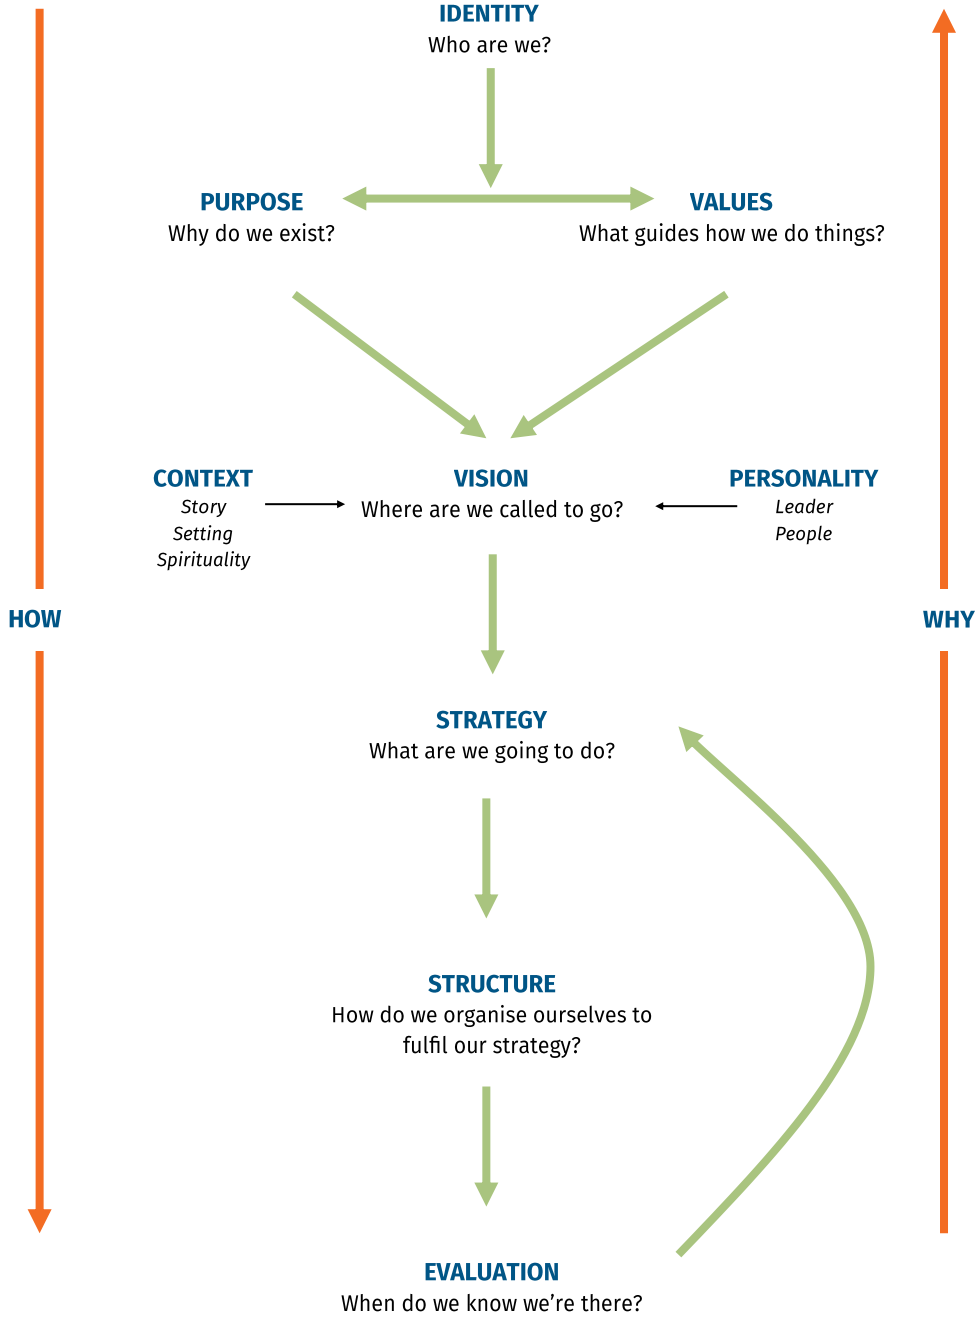 IDENTITY
Who are we?
PURPOSE
Why do we exist?
VALUES
What guides how we do things?
CONTEXT
Story
Setting
Spirituality
VISION
Where are we called to go?
PERSONALITY
Leader
People
HOW
WHY
STRATEGY
What are we going to do?
STRUCTURE
How do we organise ourselves to
fulfil our strategy?
EVALUATION
When do we know we’re there?